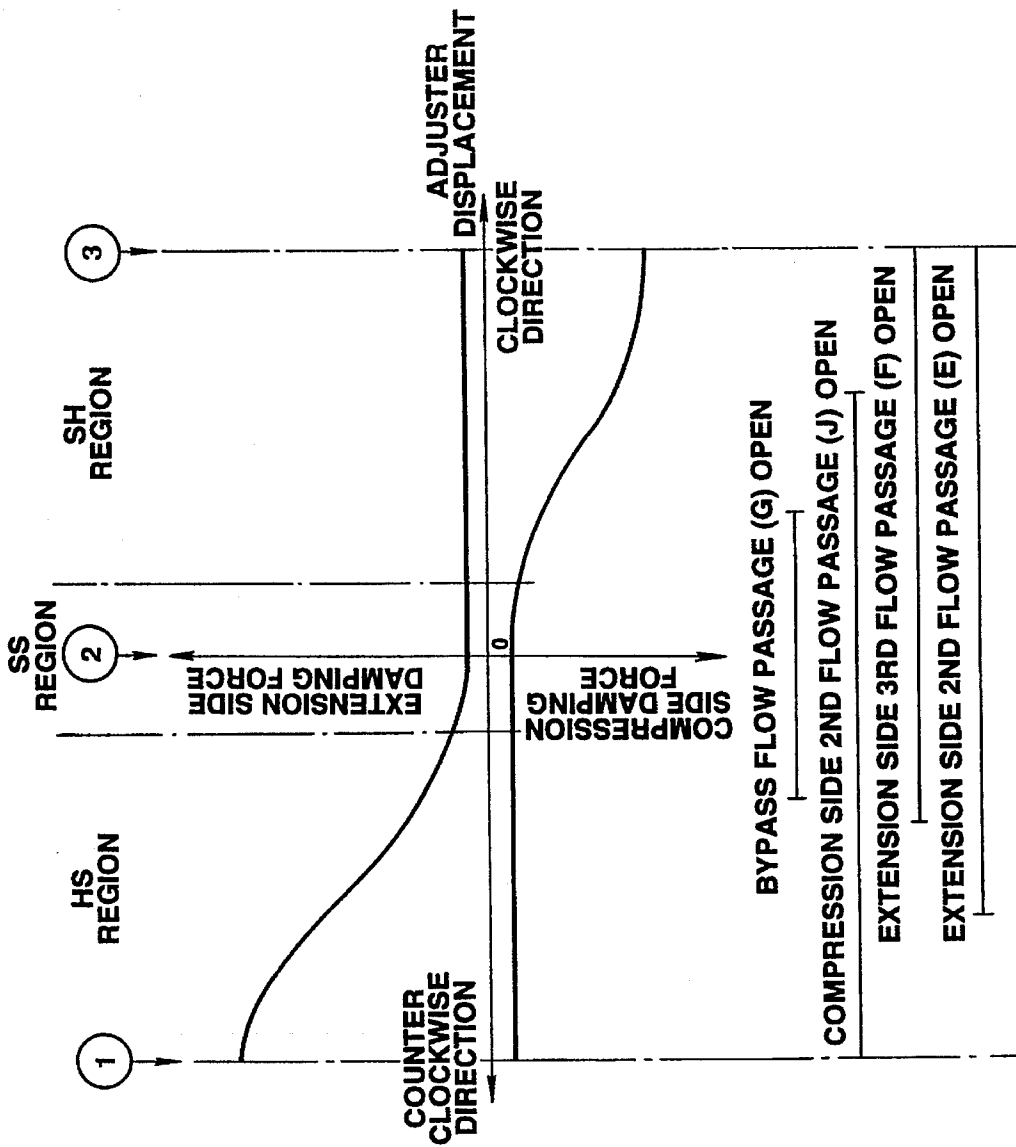 1
2
3
HS
REGION
SS
REGION
SH
REGION
EXTENSION SIDE
DAMPING FORCE
ADJUSTER
DISPLACEMENT
COUNTER
CLOCKWISE
DIRECTION
0
CLOCKWISE
DIRECTION
COMPRESSION
SIDE DAMPING
FORCE
BYPASS FLOW PASSAGE (G) OPEN
COMPRESSION SIDE 2ND FLOW PASSAGE (J) OPEN
EXTENSION SIDE 3RD FLOW PASSAGE (F) OPEN
EXTENSION SIDE 2ND FLOW PASSAGE (E) OPEN